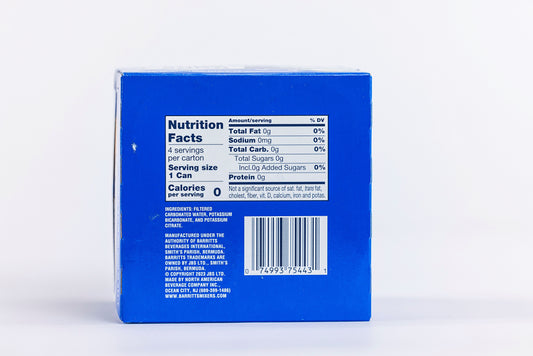 Nutrition
Facts
4 servings
per carton
Serving size
1 Can
Calories
per serving 0
Amount/serving % DV
Total Fat 0g 0%
Sodium 0mg 0%
Total Carb. 0g 0%
Total Sugars 0g
Incl.0g Added Sugars 0%
Protein 0g
Not a significant source of sat. fat, trans fat,
cholest, fiber, vit. D, calcium, iron and potas.
INGREDIENTS: FILTERED
CARBONATED WATER, POTASSIUM
BICARBONATE, AND POTASSIUM
CITRATE.
MANUFACTURED UNDER THE
AUTHORITY OF BARRITTS
BEVERAGES INTERNATIONAL,
SMITH'S PARISH, BERMUDA.
BARRITTS TRADEMARKS ARE
OWNED BY JBS LTD., SMITH'S
PARISH, BERMUDA.
© COPYRIGHT 2023 JBS LTD.
MADE BY NORTH AMERICAN
BEVERAGE COMPANY INC.,
OCEAN CITY, NJ (609-399-1486)
WWW.BARRITTSMIXERS.COM
0 74993 75443 1